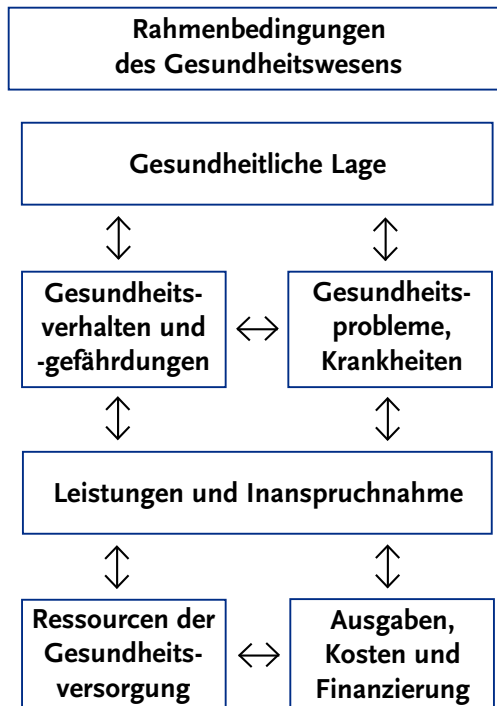 Rahmenbedingungen
des Gesundheitswesens
Gesundheitliche Lage
Gesundheits-
verhalten und
-gefährdungen
Gesundheits-
probleme,
Krankheiten
Leistungen und Inanspruchnahme
Ressourcen der
Gesundheits-
versorgung
Ausgaben,
Kosten und
Finanzierung